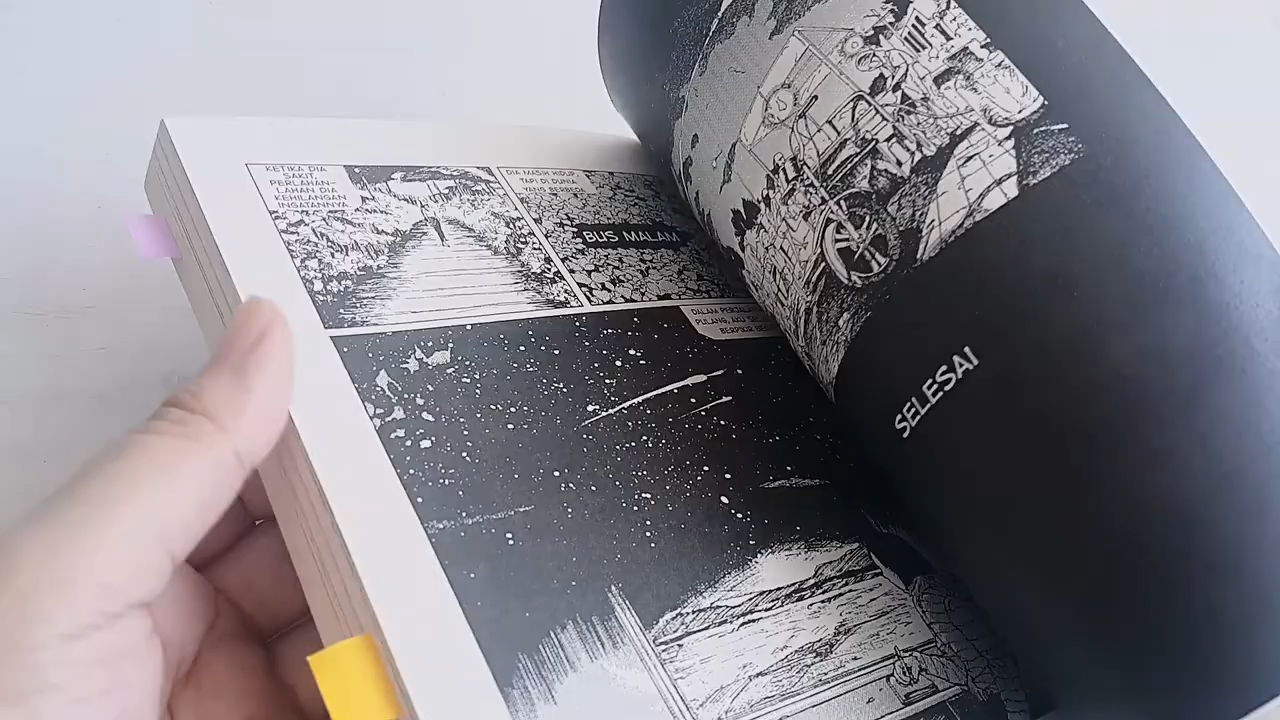 KETIKA DIA
SAKIT,
PERLAHAN-
LAHAN DIA
KEHILANGAN
INGATANNYA.
DIA MASIH HIDUP,
TAPI DI DUNIA
YANG BERBEDA.
BUS MALAM
DALAM
PULANG, AKU
BERPIKIR
SELESAI